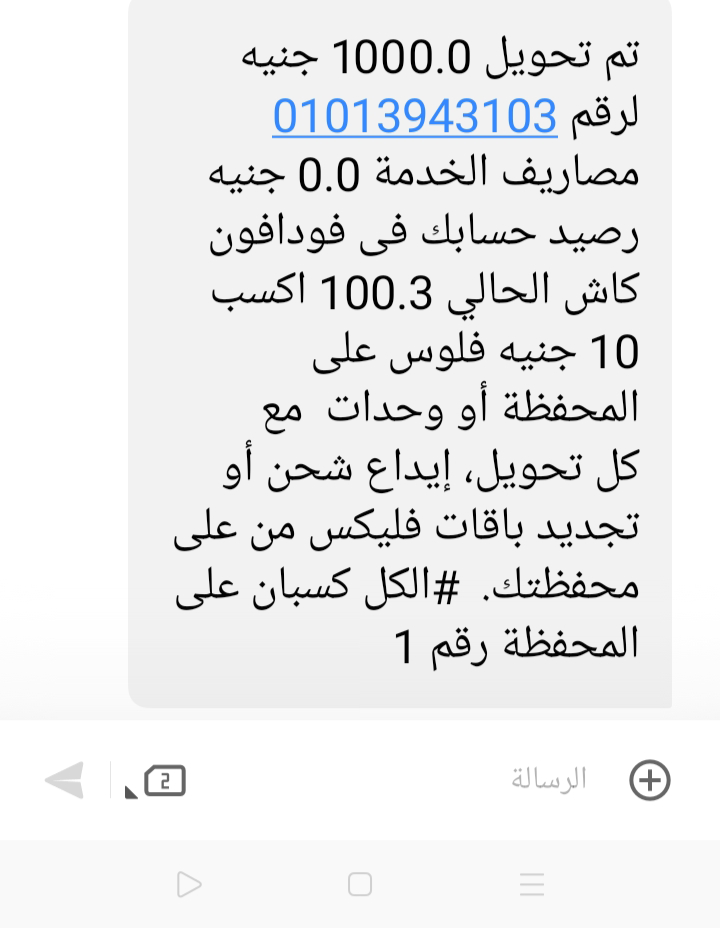 تم تحويل 1000.0 جنيه
لرقم 01013943103
مصاريف الخدمة 0.0 جنيه
رصيد حسابك فى فودافون
كاش الحالي 100.3 اكسب
10 جنيه فلوس على
المحفظة أو وحدات  مع
كل تحويل، إيداع شحن أو
تجديد باقات فليكس من على
محفظتك.  #الكل كسبان على
المحفظة رقم 1
الرسالة
2